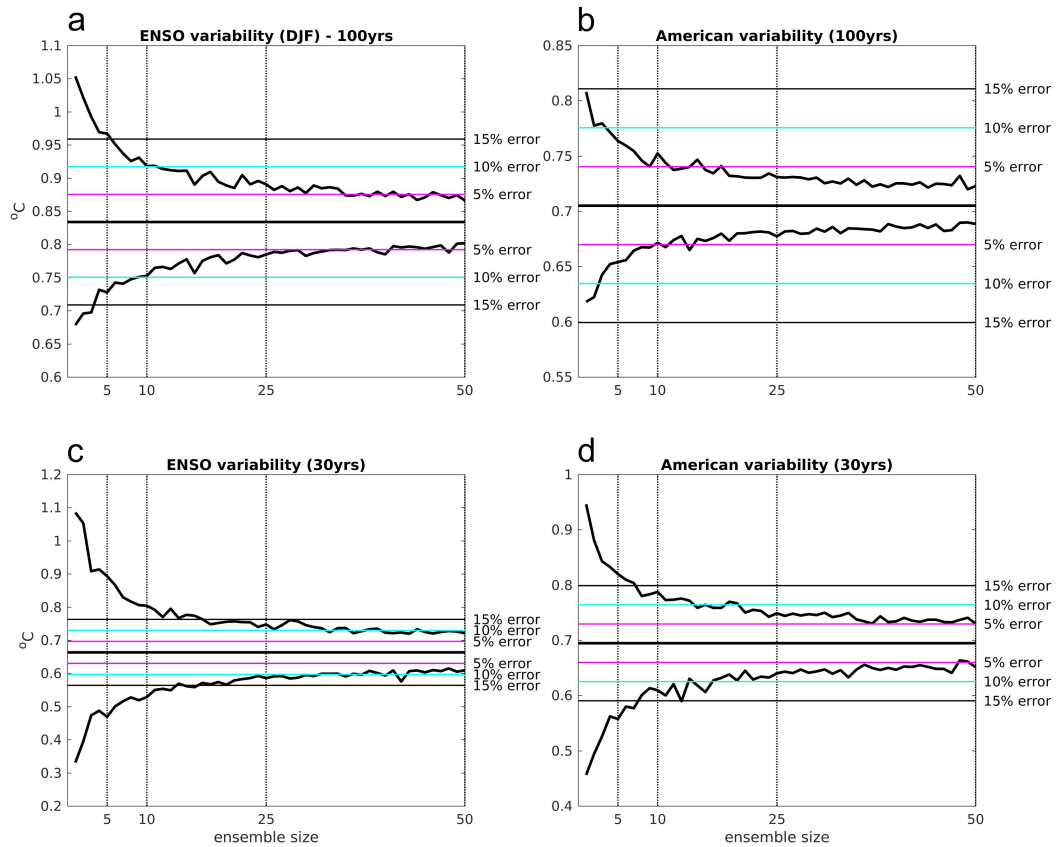 a
ENSO variability (DJF) - 100yrs
1.1
1.05
1
0.95
0.9
0.85
0.8
0.75
0.7
0.65
0.6
°C
15% error
10% error
5% error
5% error
10% error
15% error
5 10 25 50
b
American variability (100yrs)
0.85
0.8
0.75
0.7
0.65
0.6
0.55
15% error
10% error
5% error
5% error
10% error
15% error
5 10 25 50
c
ENSO variability (30yrs)
1.2
1.1
1
0.9
0.8
0.7
0.6
0.5
0.4
0.3
0.2
°C
15% error
10% error
5% error
5% error
10% error
15% error
5 10 25 50
ensemble size
d
American variability (30yrs)
1
0.9
0.8
0.7
0.6
0.5
0.4
15% error
10% error
5% error
5% error
10% error
15% error
5 10 25 50
ensemble size